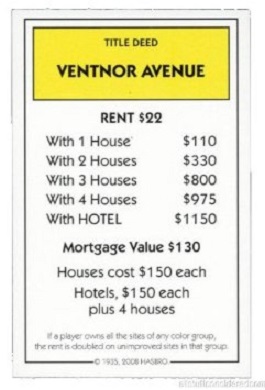 TITLE DEED
VENTNOR AVENUE
RENT $22
With 1 House $110
With 2 Houses $330
With 3 Houses $800
With 4 Houses $975
With HOTEL $1150
Mortgage Value $130
Houses cost $150 each
Hotels, $150 each
plus 4 houses
If a player owns all the sites of any color group,
the rent is doubled on unimproved sites in that group.
© 1935, 2008 HASBRO